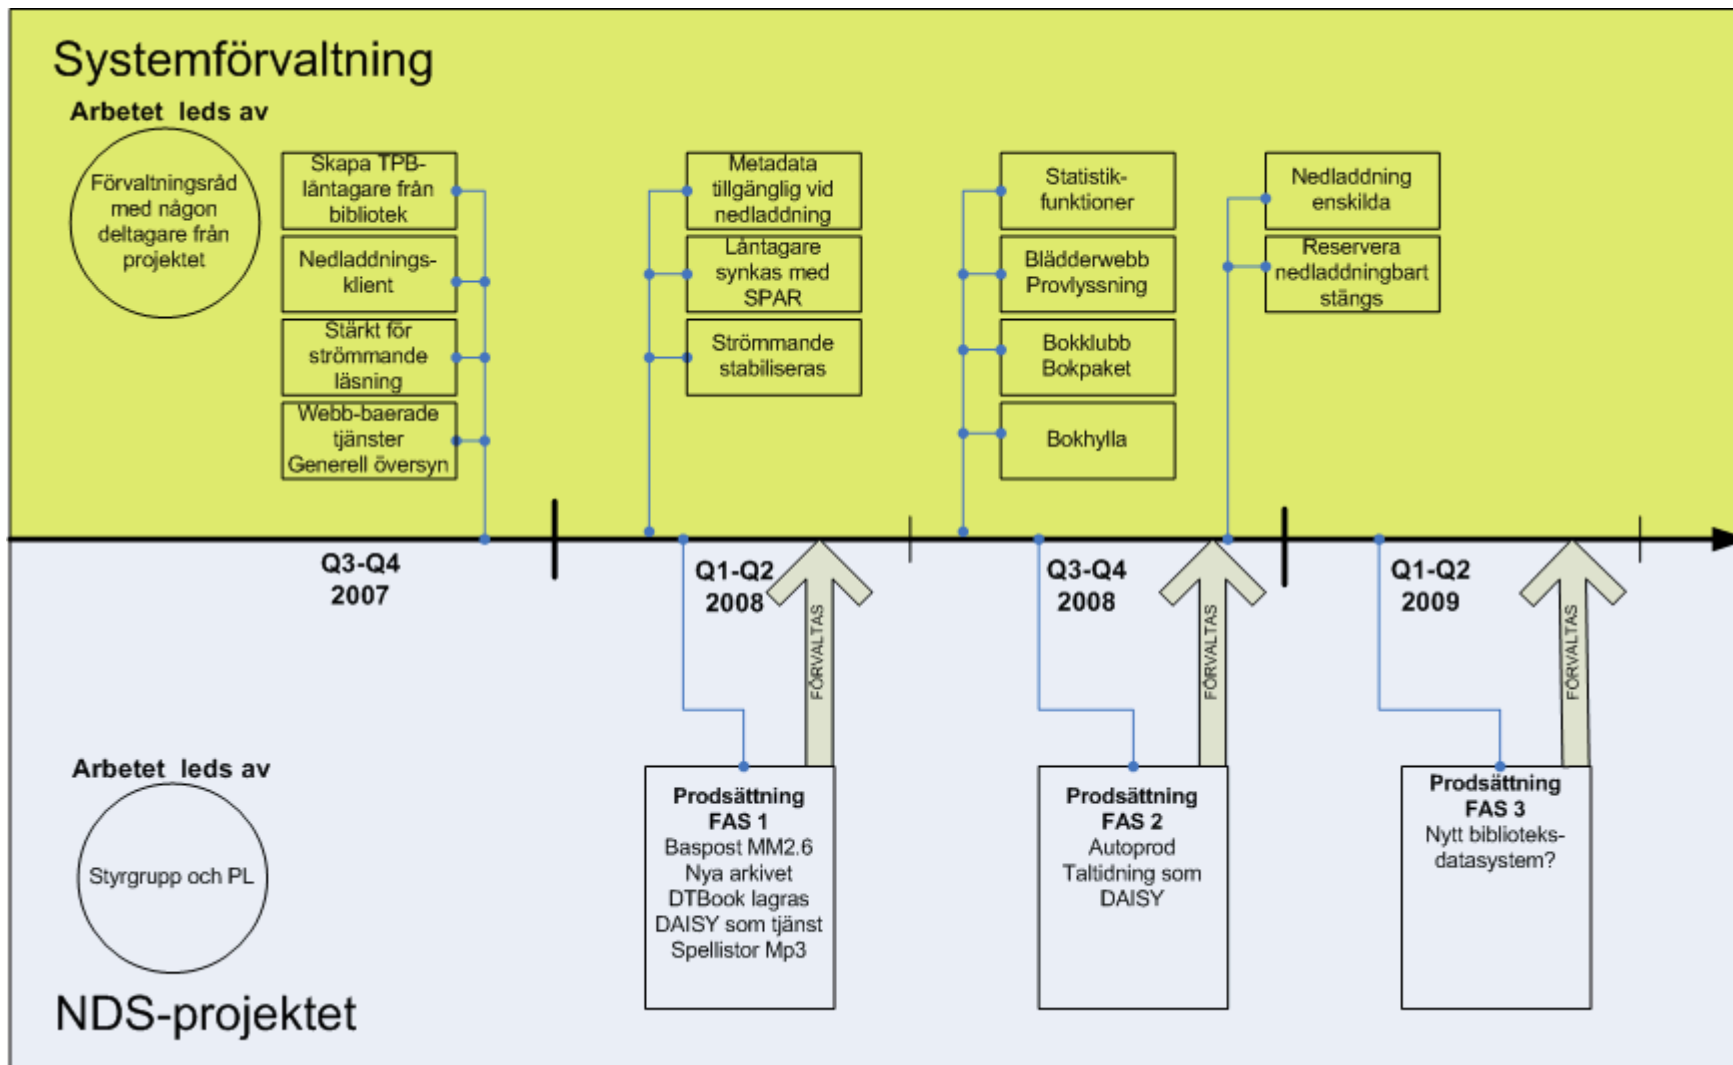 Systemförvaltning
Arbetet leds av
Förvaltningsråd
med någon
deltagare från
projektet
Skapa TPB-
låntagare från
bibliotek
Nedladdnings-
klient
Stärkt för
strömmande
läsning
Webb-baerade
tjänster
Generell översyn
Metadata
tillgänglig vid
nedladdning
Låntagare
synkas med
SPAR
Strömmande
stabiliseras
Statistik-
funktioner
Blädderwebb
Provlyssning
Bokklubb
Bokpaket
Bokhylla
Nedladdning
enskilda
Reservera
nedladdningbart
stängs
Q3-Q4
2007
Q1-Q2
2008
Q3-Q4
2008
Q1-Q2
2009
FÖRVALTAS
FÖRVALTAS
FÖRVALTAS
Arbetet leds av
Styrgrupp och PL
Prodsättning
FAS 1
Baspost MM2.6
Nya arkivet
DTBook lagras
DAISY som tjänst
Spellistor Mp3
Prodsättning
FAS 2
Autoprod
Taltidning som
DAISY
Prodsättning
FAS 3
Nytt biblioteks-
datasystem?
NDS-projektet